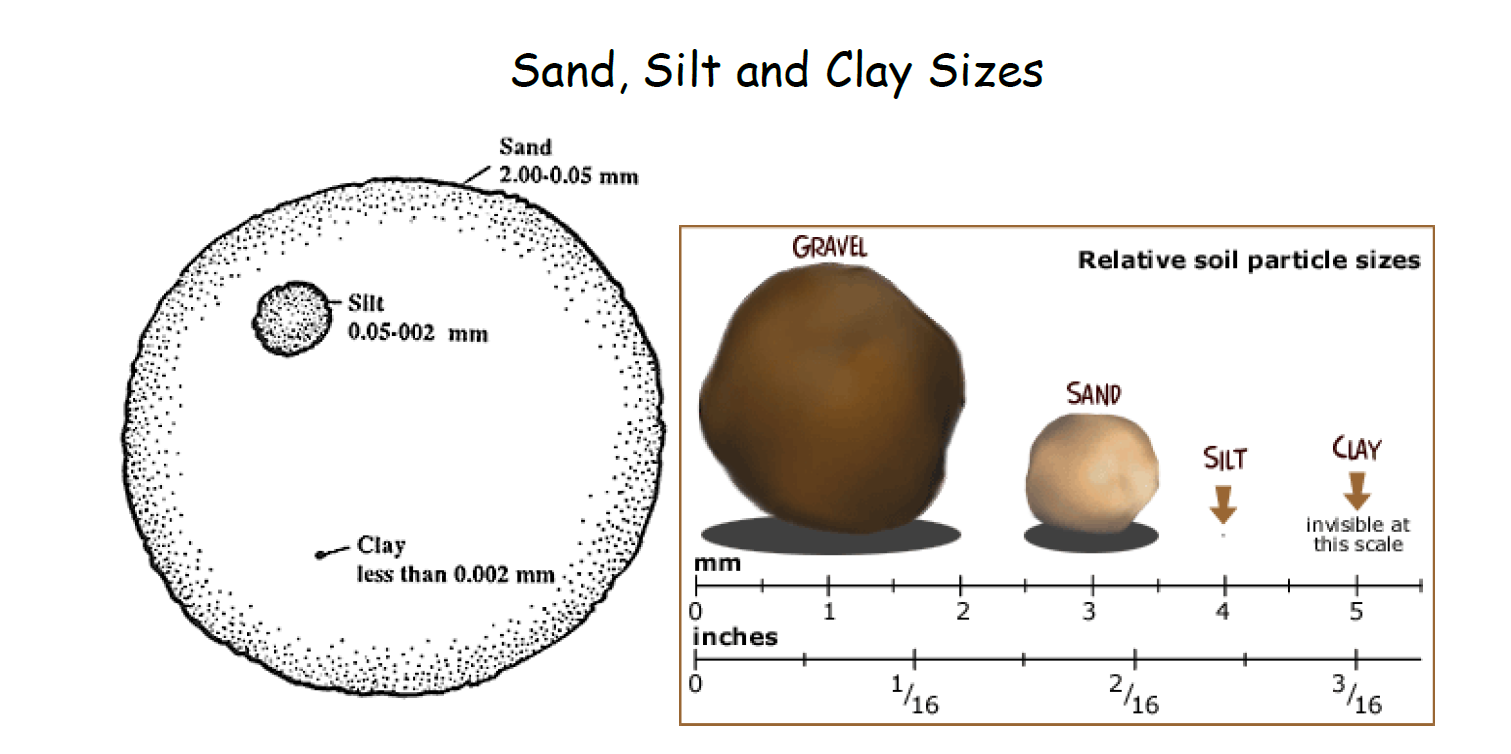 Sand, Silt and Clay Sizes
Sand
2.00-0.05 mm
Silt
0.05-002 mm
Clay
less than 0.002 mm
Relative soil particle sizes
GRAVEL
SAND
SILT
CLAY
invisible at
this scale
mm
0 1 2 3 4 5
inches
0 1/16 2/16 3/16